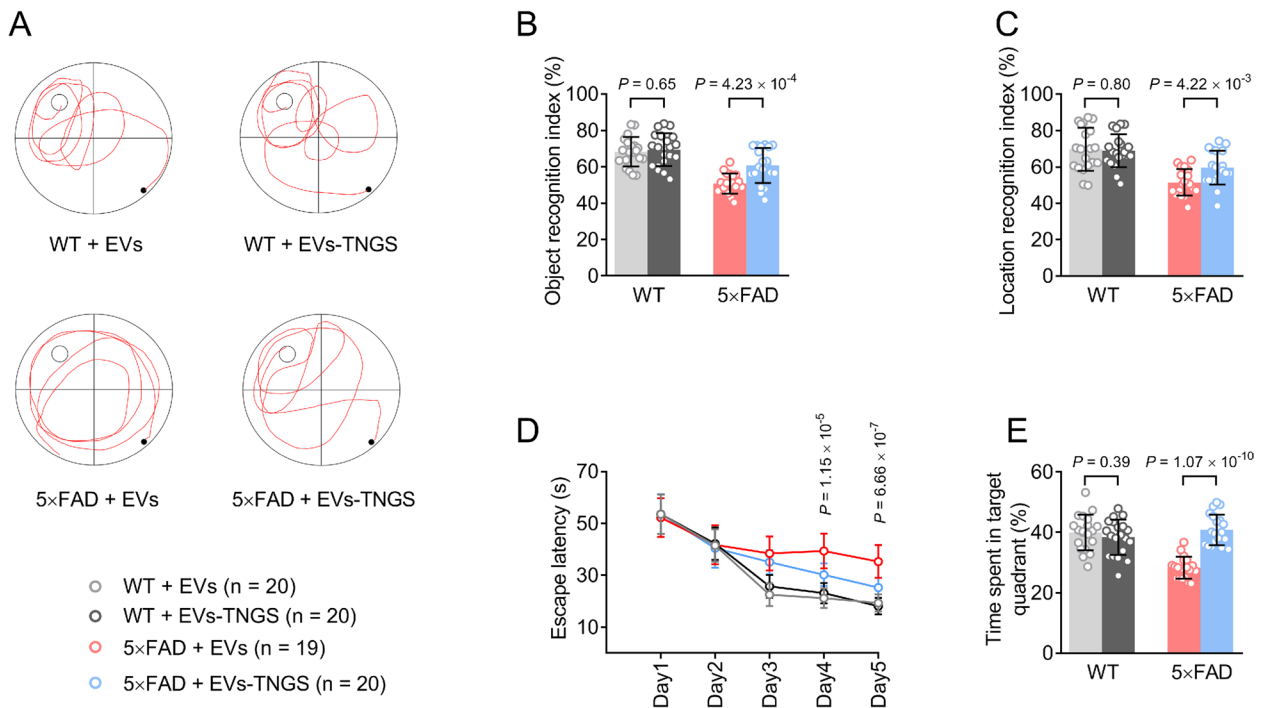 A
WT + EVs
WT + EVs-TNGS
5×FAD + EVs
5×FAD + EVs-TNGS
WT + EVs (n = 20)
WT + EVs-TNGS (n = 20)
5×FAD + EVs (n = 19)
5×FAD + EVs-TNGS (n = 20)
B
Object recognition index (%)
P = 0.65
P = 4.23 × 10⁻⁴
100
80
60
40
20
0
WT
5×FAD
C
Location recognition index (%)
P = 0.80
P = 4.22 × 10⁻³
100
80
60
40
20
0
WT
5×FAD
D
Escape latency (s)
P = 1.15 × 10⁻⁵
P = 6.66 × 10⁻⁷
70
50
30
10
Day1
Day2
Day3
Day4
Day5
E
Time spent in target
quadrant (%)
P = 0.39
P = 1.07 × 10⁻¹⁰
60
40
20
0
WT
5×FAD